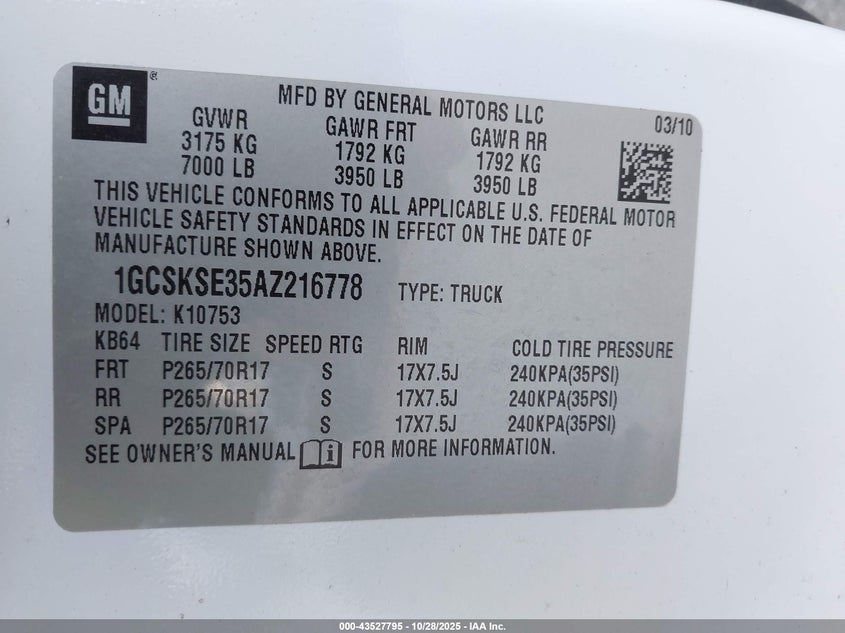 GM ®
MFD BY GENERAL MOTORS LLC
03/10
GVWR GAWR FRT GAWR RR
3175 KG 1792 KG 1792 KG
7000 LB 3950 LB 3950 LB
THIS VEHICLE CONFORMS TO ALL APPLICABLE U.S. FEDERAL MOTOR
VEHICLE SAFETY STANDARDS IN EFFECT ON THE DATE OF
MANUFACTURE SHOWN ABOVE.
1GCSKSE35AZ216778 TYPE: TRUCK
MODEL: K10753
KB64 TIRE SIZE SPEED RTG RIM COLD TIRE PRESSURE
FRT P265/70R17 S 17X7.5J 240KPA(35PSI)
RR P265/70R17 S 17X7.5J 240KPA(35PSI)
SPA P265/70R17 S 17X7.5J 240KPA(35PSI)
SEE OWNER'S MANUAL i FOR MORE INFORMATION.
000-43527795 - 10/28/2025 - IAA Inc.